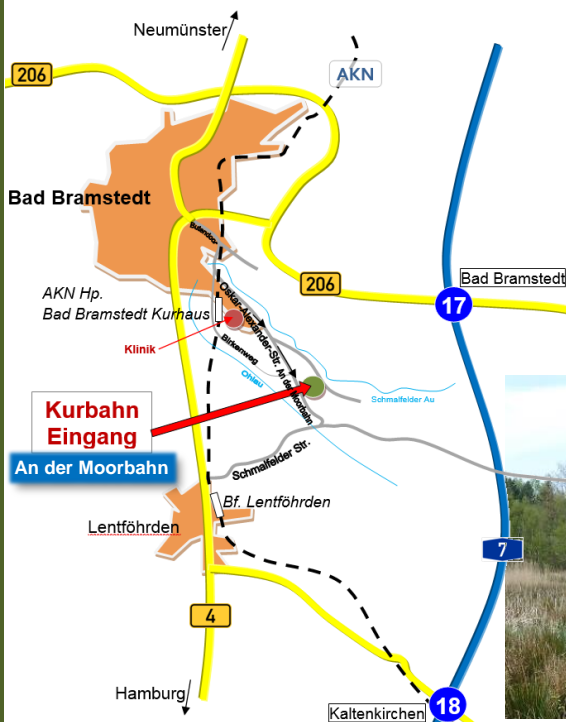 Neumünster
206
AKN
Bad Bramstedt
Butendoor
206
Bad Bramstedt
17
AKN Hp.
Bad Bramstedt Kurhaus
Oskar-Alexander-Str.
An der Moorbahn
Klinik
Birkenweg
Ohlau
Schmalfelder Au
Kurbahn
Eingang
An der Moorbahn
Schmalfelder Str.
Bf. Lentföhrden
Lentföhrden
7
4
Hamburg
Kaltenkirchen
18